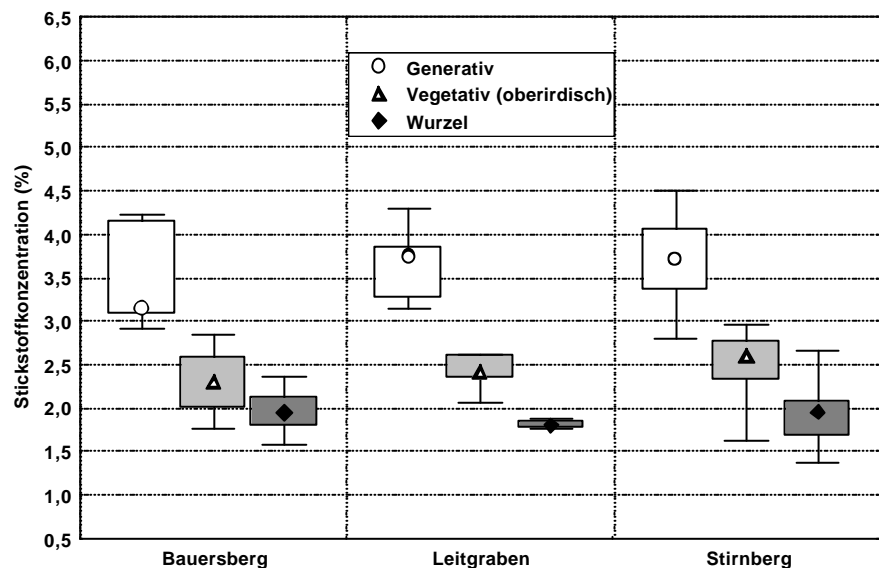 6,5
6,0
5,5
5,0
4,5
4,0
3,5
3,0
2,5
2,0
1,5
1,0
0,5
Stickstoffkonzentration (%)
Generativ
Vegetativ (oberirdisch)
Wurzel
Bauersberg
Leitgraben
Stirnberg